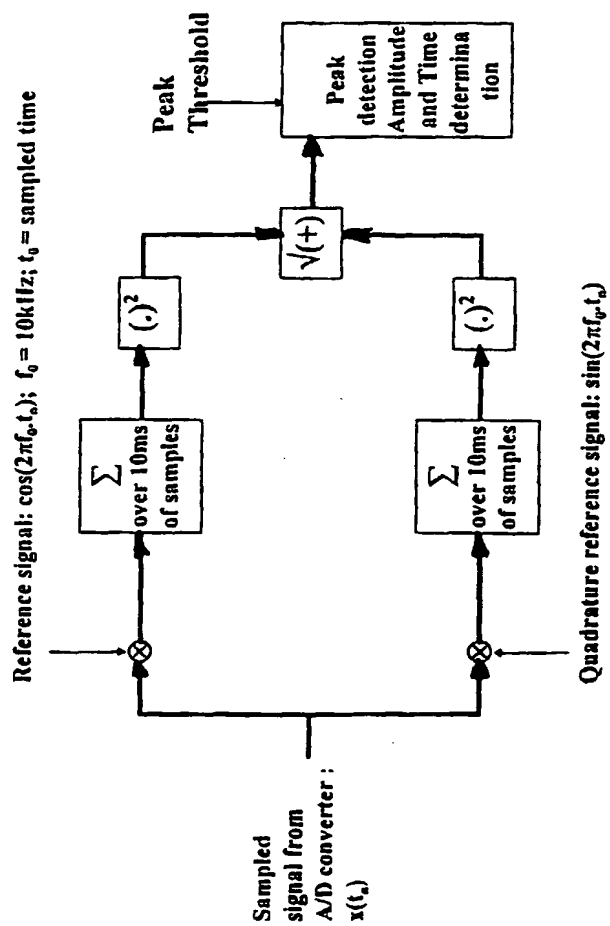 Reference signal: cos(2πf₀.tₙ); f₀ = 10kHz; tₙ = sampled time
Peak
Threshold
Σ
over 10ms
of samples
(.)²
√(+)
Peak
detection
Amplitude
and Time
determina
tion
Sampled
signal from
A/D converter :
x(tₙ)
Σ
over 10ms
of samples
(.)²
Quadrature reference signal: sin(2πf₀.tₙ)